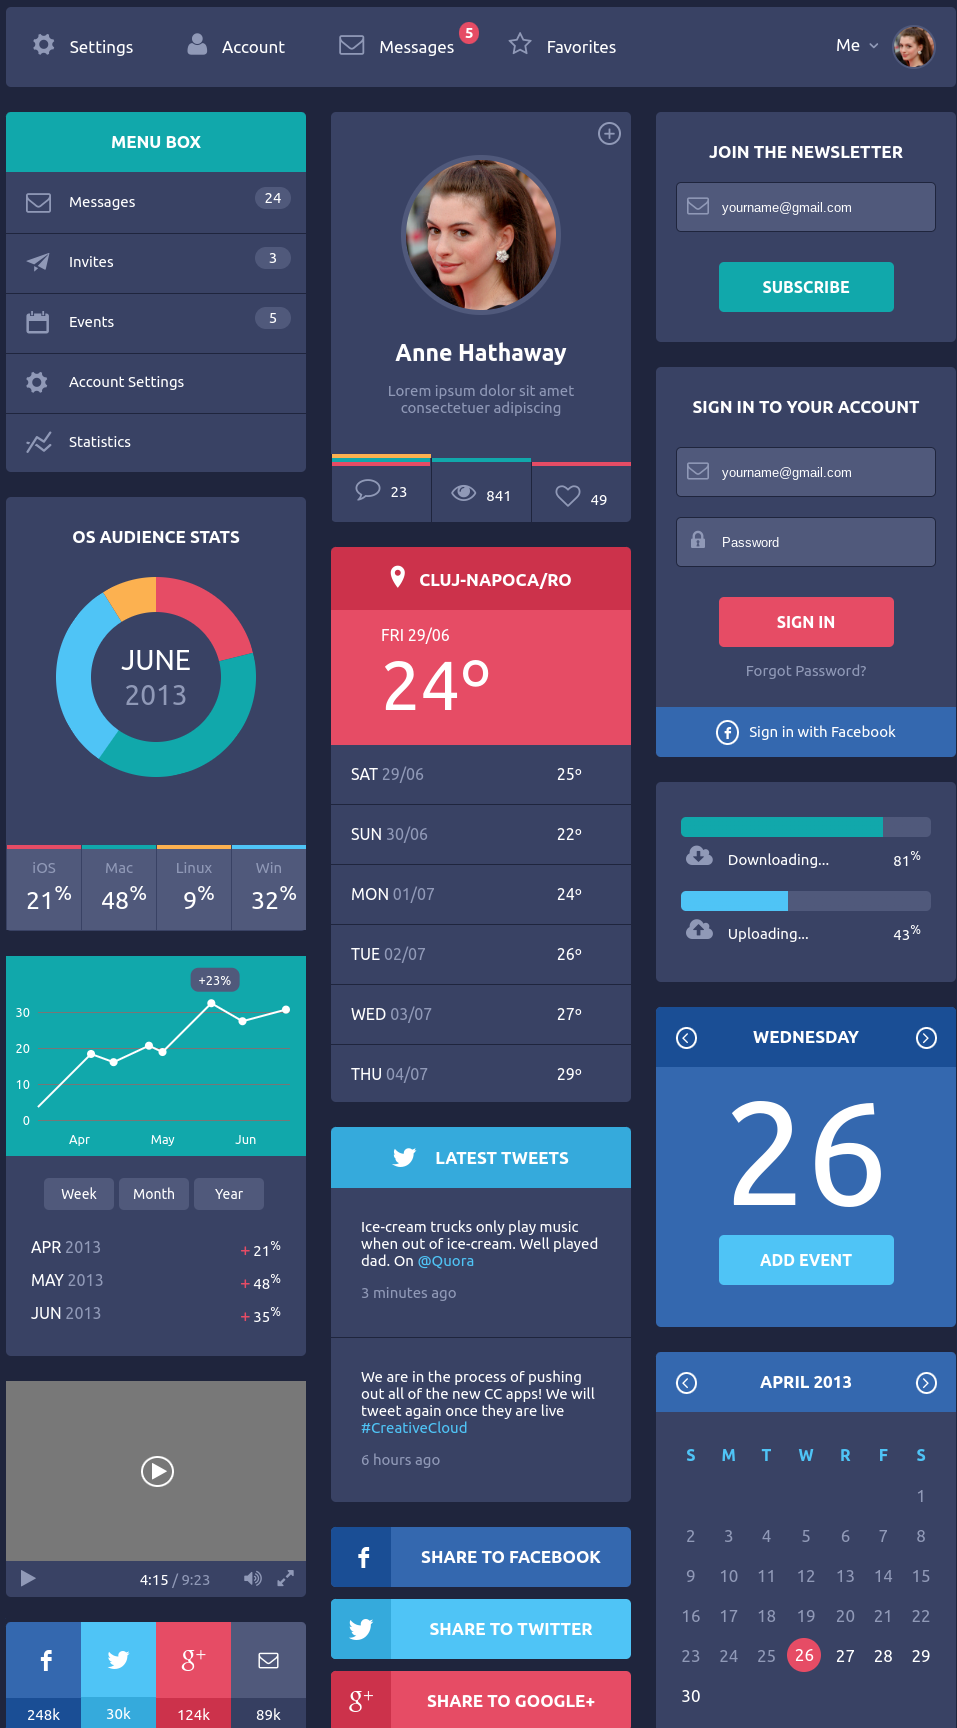 Settings
Account
Messages 5
Favorites
Me
MENU BOX
Messages 24
Invites 3
Events 5
Account Settings
Statistics
OS AUDIENCE STATS
JUNE
2013
iOS Mac Linux Win
21% 48% 9% 32%
+23%
30
20
10
0
Apr May Jun
Week Month Year
APR 2013 + 21%
MAY 2013 + 48%
JUN 2013 + 35%
4:15 / 9:23
f g+
248k 30k 124k 89k
Anne Hathaway
Lorem ipsum dolor sit amet
consectetuer adipiscing
23 841 49
CLUJ-NAPOCA/RO
FRI 29/06
24º
SAT 29/06 25º
SUN 30/06 22º
MON 01/07 24º
TUE 02/07 26º
WED 03/07 27º
THU 04/07 29º
LATEST TWEETS
Ice-cream trucks only play music
when out of ice-cream. Well played
dad. On @Quora
3 minutes ago
We are in the process of pushing
out all of the new CC apps! We will
tweet again once they are live
#CreativeCloud
6 hours ago
f SHARE TO FACEBOOK
SHARE TO TWITTER
g+ SHARE TO GOOGLE+
JOIN THE NEWSLETTER
yourname@gmail.com
SUBSCRIBE
SIGN IN TO YOUR ACCOUNT
yourname@gmail.com
Password
SIGN IN
Forgot Password?
f Sign in with Facebook
Downloading... 81%
Uploading... 43%
WEDNESDAY
26
ADD EVENT
APRIL 2013
S M T W R F S
1
2 3 4 5 6 7 8
9 10 11 12 13 14 15
16 17 18 19 20 21 22
23 24 25 26 27 28 29
30